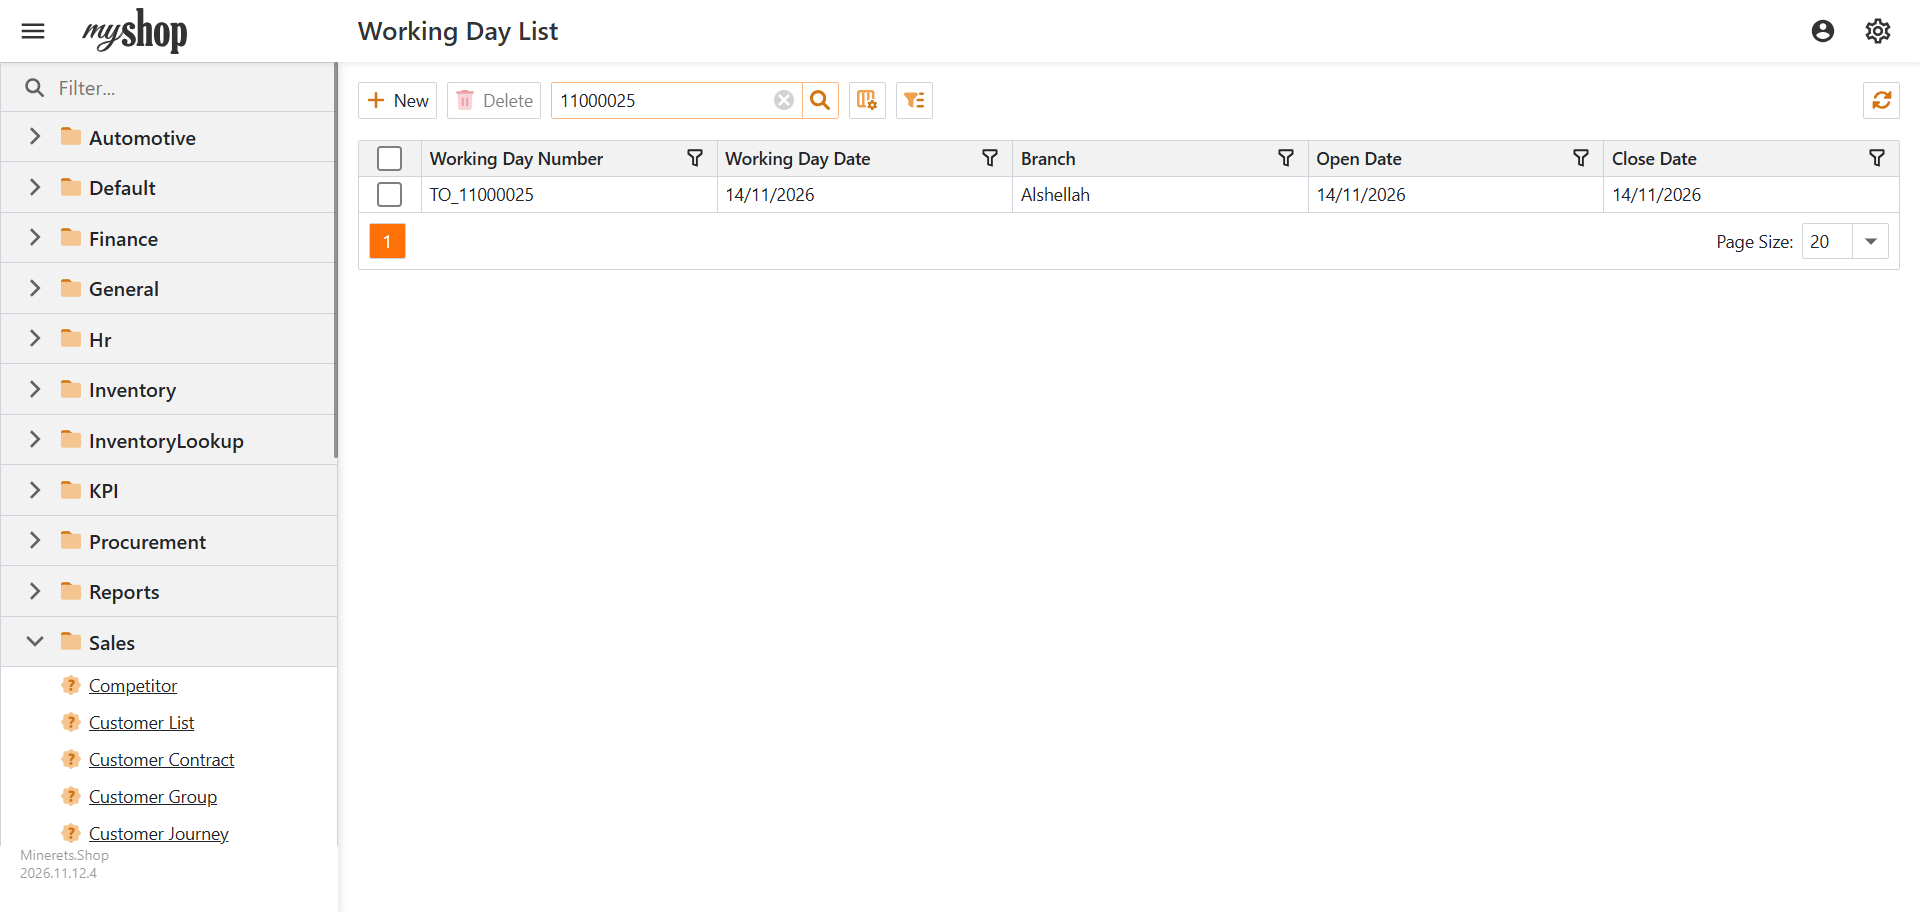 myshop
Working Day List
Filter...
Automotive
Default
Finance
General
Hr
Inventory
InventoryLookup
KPI
Procurement
Reports
Sales
Competitor
Customer List
Customer Contract
Customer Group
Customer Journey
Minerets.Shop
2026.11.12.4
New
Delete
11000025
Working Day Number
Working Day Date
Branch
Open Date
Close Date
TO_11000025
14/11/2026
Alshellah
14/11/2026
14/11/2026
1
Page Size:
20